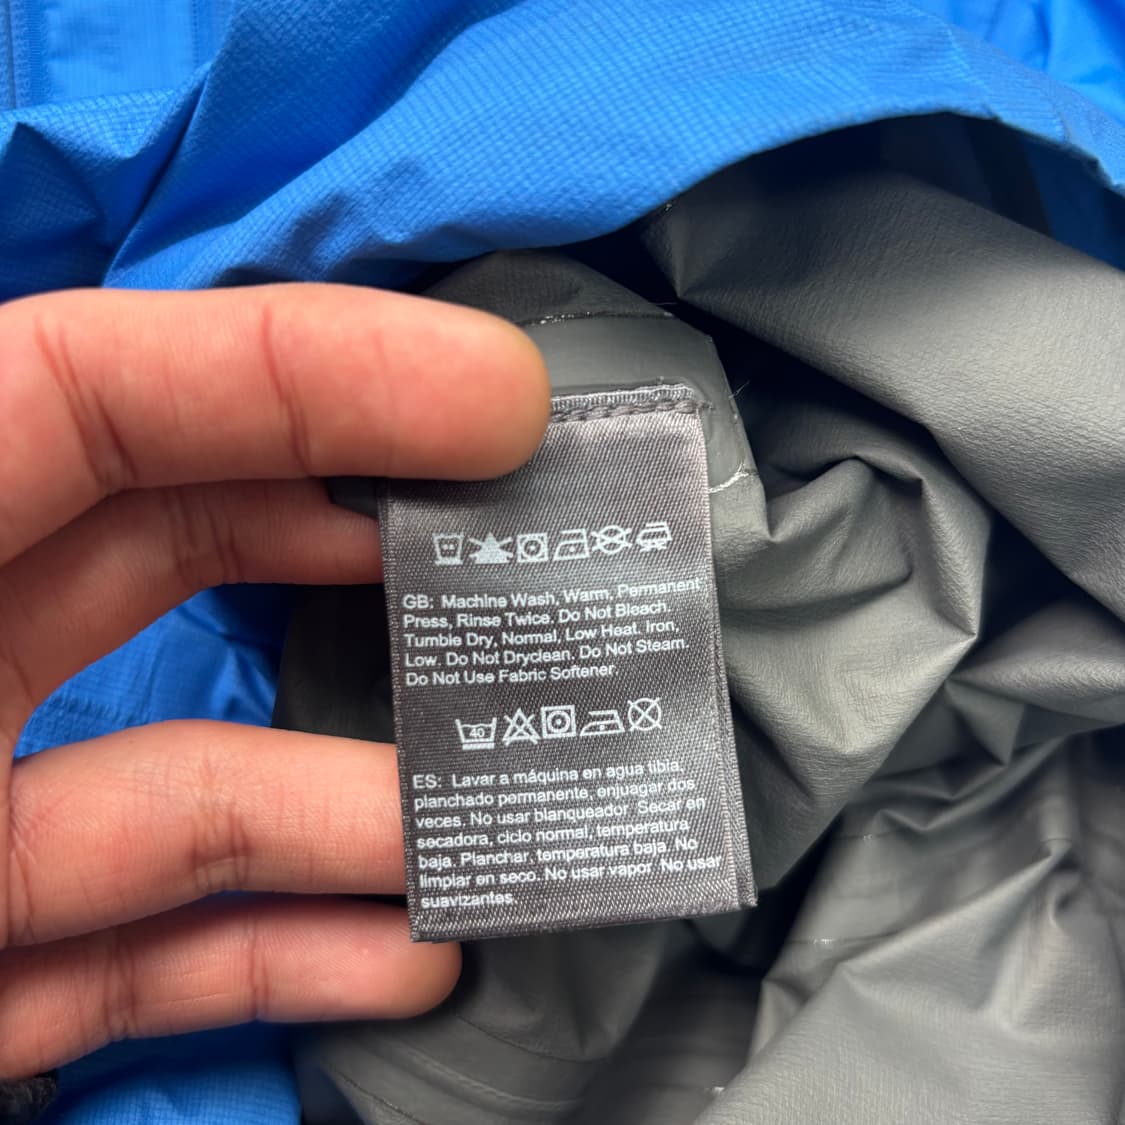 GB: Machine Wash, Warm, Permanent
Press, Rinse Twice. Do Not Bleach.
Tumble Dry, Normal, Low Heat. Iron,
Low. Do Not Dryclean. Do Not Steam.
Do Not Use Fabric Softener.
40
ES: Lavar a máquina en agua tibia,
planchado permanente, enjuagar dos
veces. No usar blanqueador. Secar en
secadora, ciclo normal, temperatura
baja. Planchar, temperatura baja. No
limpiar en seco. No usar vapor. No usar
suavizantes.